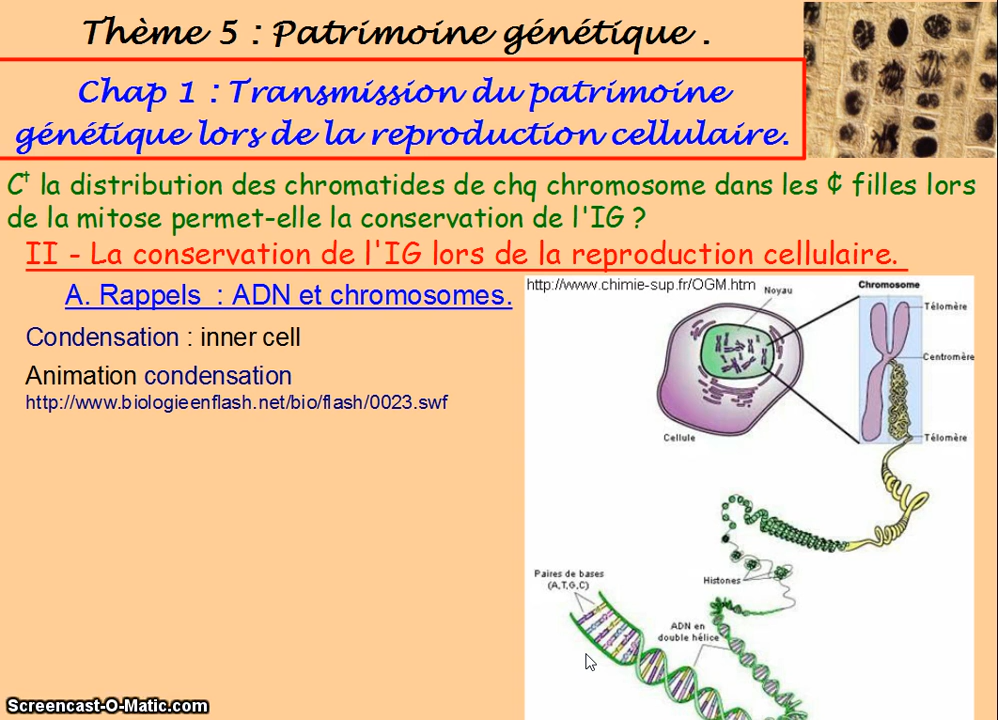 Thème 5 : Patrimoine génétique .
Chap 1 : Transmission du patrimoine
génétique lors de la reproduction cellulaire.
C† la distribution des chromatides de chq chromosome dans les ¢ filles lors
de la mitose permet-elle la conservation de l'IG ?
II - La conservation de l'IG lors de la reproduction cellulaire.
A. Rappels : ADN et chromosomes.
Condensation : inner cell
Animation condensation
http://www.biologieenflash.net/bio/flash/0023.swf
http://www.chimie-sup.fr/OGM.htm
Noyau
Chromosome
Télomère
Centromère
Télomère
Cellule
Histones
Paires de bases
(A,T,G,C)
ADN en
double hélice
Screencast-O-Matic.com